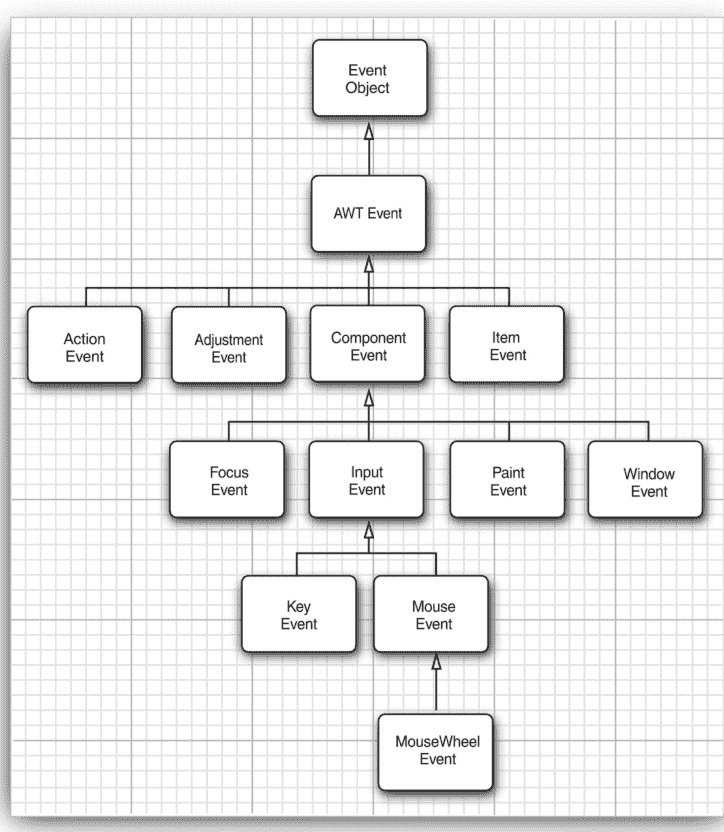 Event
Object
AWT Event
Action
Event
Adjustment
Event
Component
Event
Item
Event
Focus
Event
Input
Event
Paint
Event
Window
Event
Key
Event
Mouse
Event
MouseWheel
Event